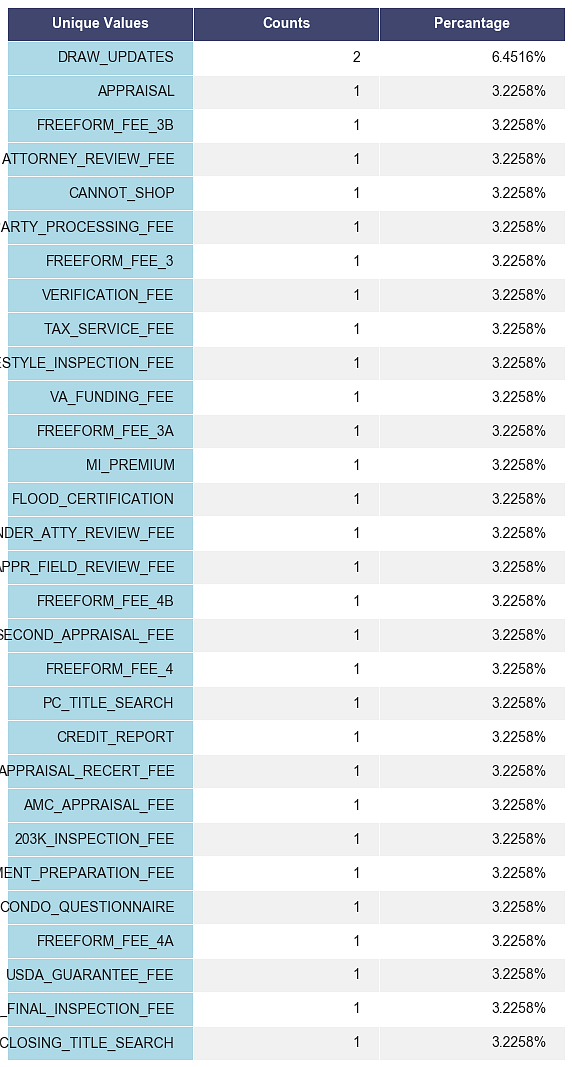 Unique Values Counts Percantage
DRAW_UPDATES 2 6.4516%
APPRAISAL 1 3.2258%
FREEFORM_FEE_3B 1 3.2258%
ATTORNEY_REVIEW_FEE 1 3.2258%
CANNOT_SHOP 1 3.2258%
ARTY_PROCESSING_FEE 1 3.2258%
FREEFORM_FEE_3 1 3.2258%
VERIFICATION_FEE 1 3.2258%
TAX_SERVICE_FEE 1 3.2258%
STYLE_INSPECTION_FEE 1 3.2258%
VA_FUNDING_FEE 1 3.2258%
FREEFORM_FEE_3A 1 3.2258%
MI_PREMIUM 1 3.2258%
FLOOD_CERTIFICATION 1 3.2258%
NDER_ATTY_REVIEW_FEE 1 3.2258%
APPR_FIELD_REVIEW_FEE 1 3.2258%
FREEFORM_FEE_4B 1 3.2258%
SECOND_APPRAISAL_FEE 1 3.2258%
FREEFORM_FEE_4 1 3.2258%
PC_TITLE_SEARCH 1 3.2258%
CREDIT_REPORT 1 3.2258%
APPRAISAL_RECERT_FEE 1 3.2258%
AMC_APPRAISAL_FEE 1 3.2258%
203K_INSPECTION_FEE 1 3.2258%
MENT_PREPARATION_FEE 1 3.2258%
CONDO_QUESTIONNAIRE 1 3.2258%
FREEFORM_FEE_4A 1 3.2258%
USDA_GUARANTEE_FEE 1 3.2258%
_FINAL_INSPECTION_FEE 1 3.2258%
CLOSING_TITLE_SEARCH 1 3.2258%